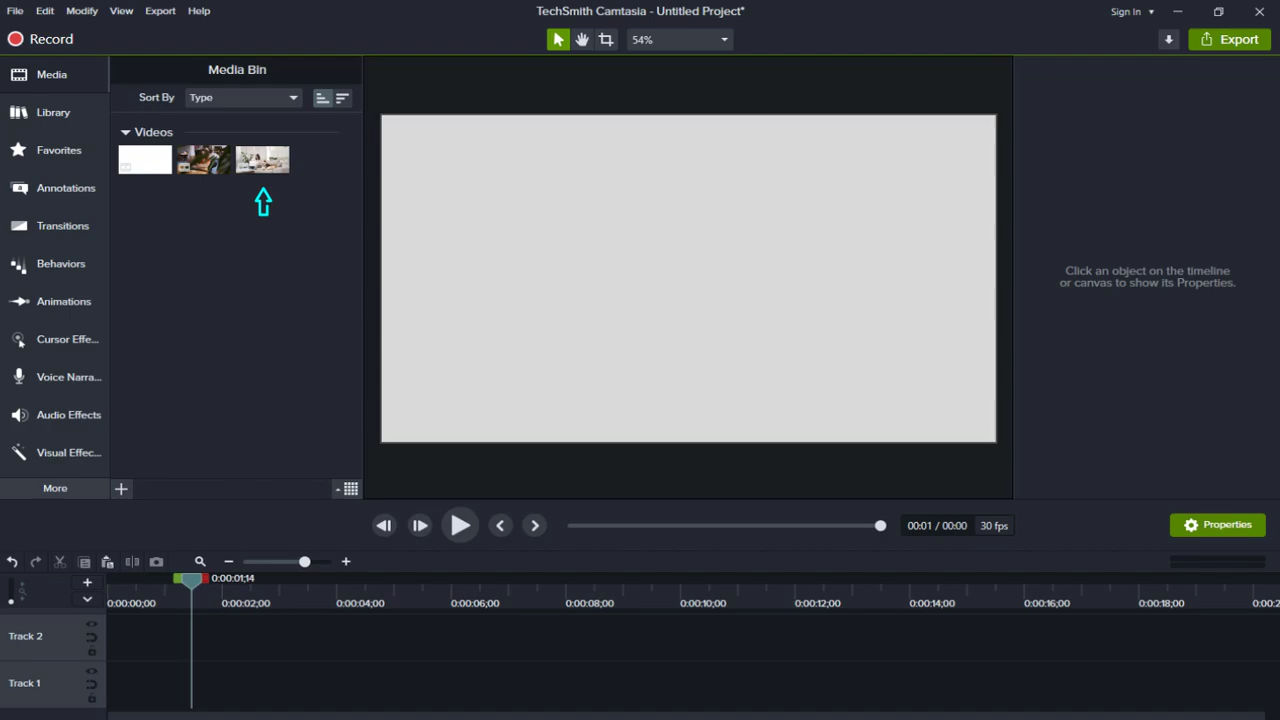 File Edit Modify View Export Help
TechSmith Camtasia - Untitled Project*
Sign In
Record
54%
Export
Media
Library
Favorites
Annotations
Transitions
Behaviors
Animations
Cursor Effe...
Voice Narra...
Audio Effects
Visual Effec...
More
Media Bin
Sort By Type
Videos
Click an object on the timeline
or canvas to show its Properties.
00:01 / 00:00 30 fps
Properties
0:00:01;14
0:00:00;00 0:00:02;00 0:00:04;00 0:00:06;00 0:00:08;00 0:00:10;00 0:00:12;00 0:00:14;00 0:00:16;00 0:00:18;00 0:00:2
Track 2
Track 1